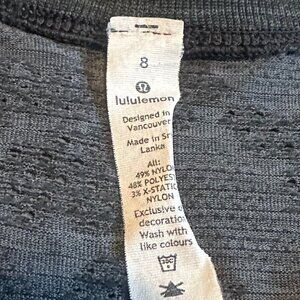 8
lululemon
Designed in
Vancouver
Made in Sri
Lanka
All:
49% NYLO
48% POLYES
3% X-STATIC
NYLON
Exclusive o
decoratio
Wash with
like colours